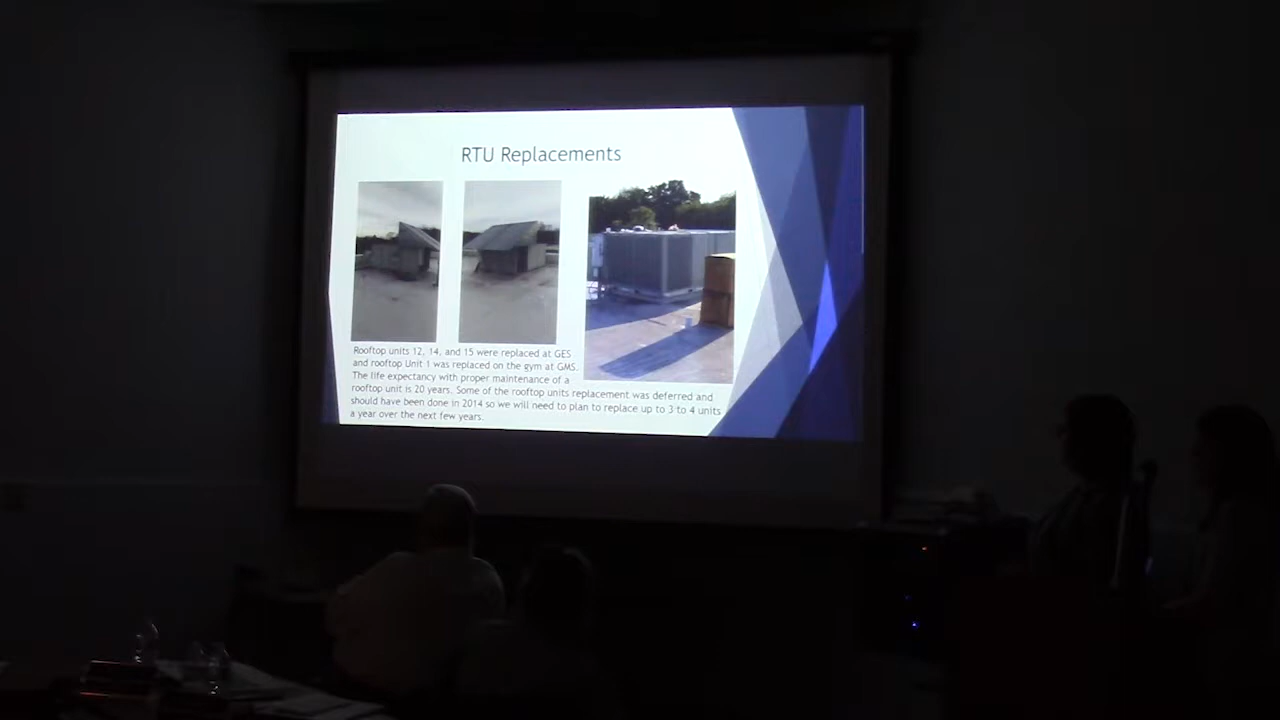 RTU Replacements
Rooftop units 12, 14, and 15 were replaced at GES
and rooftop Unit 1 was replaced on the gym at GMS.
The life expectancy with proper maintenance of a
rooftop unit is 20 years. Some of the rooftop units replacement was deferred and
should have been done in 2014 so we will need to plan to replace up to 3 to 4 units
a year over the next few years.